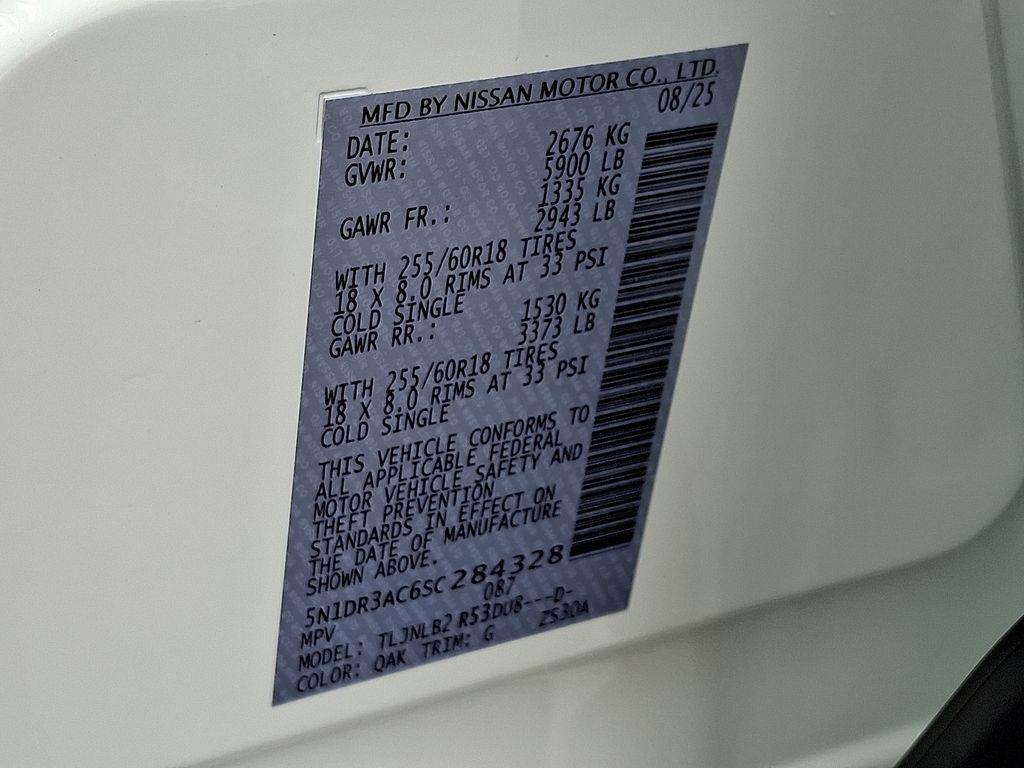 MFD BY NISSAN MOTOR CO., LTD.
DATE: 08/25
GVWR: 2676 KG
5900 LB
GAWR FR.: 1335 KG
2943 LB
WITH 255/60R18 TIRES
18 X 8.0 RIMS AT 33 PSI
COLD SINGLE
GAWR RR.: 1530 KG
3373 LB
WITH 255/60R18 TIRES
18 X 8.0 RIMS AT 33 PSI
COLD SINGLE
THIS VEHICLE CONFORMS TO
ALL APPLICABLE FEDERAL
MOTOR VEHICLE SAFETY AND
THEFT PREVENTION
STANDARDS IN EFFECT ON
THE DATE OF MANUFACTURE
SHOWN ABOVE.
5N1DR3AC6SC284328
MPV 087
MODEL: TLJNLB2 R53DU8---D-
COLOR: QAK TRIM: G ZS30A